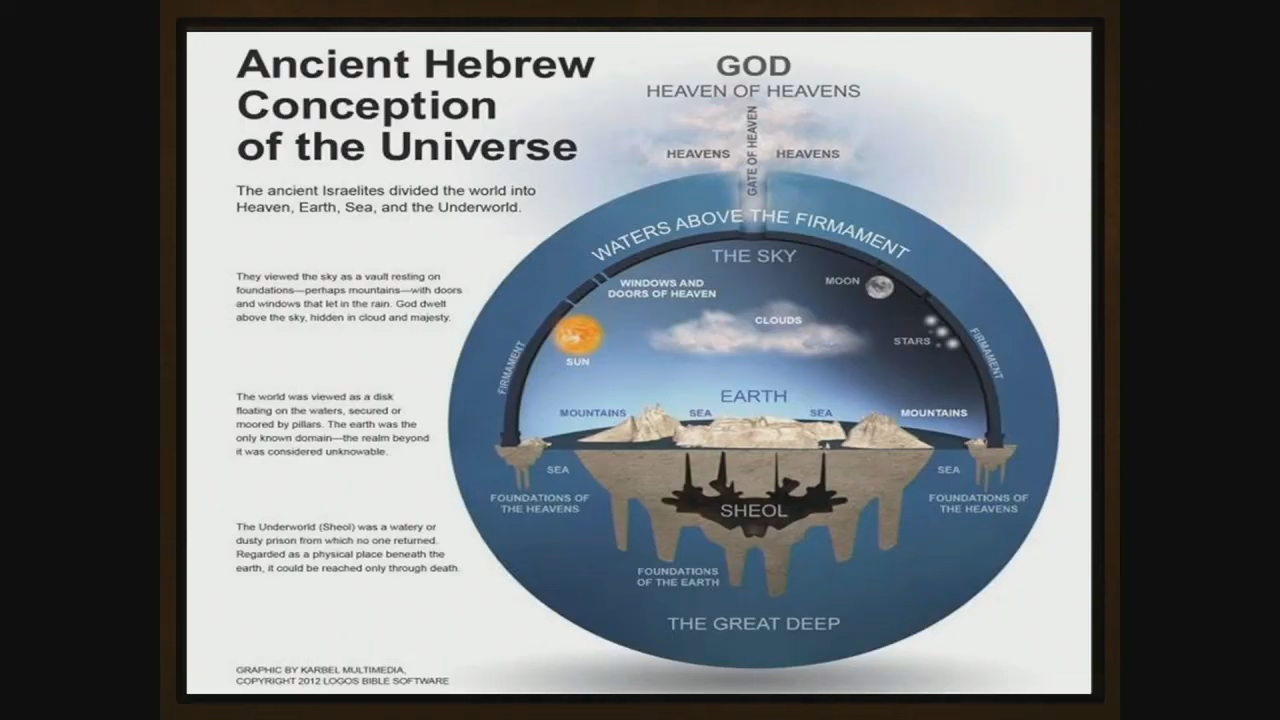 Ancient Hebrew
Conception
of the Universe
The ancient Israelites divided the world into
Heaven, Earth, Sea, and the Underworld.
They viewed the sky as a vault resting on
foundations—perhaps mountains—with doors
and windows that let in the rain. God dwelt
above the sky, hidden in cloud and majesty.
The world was viewed as a disk
floating on the waters, secured or
moored by pillars. The earth was the
only known domain—the realm beyond
it was considered unknowable.
The Underworld (Sheol) was a watery or
dusty prison from which no one returned.
Regarded as a physical place beneath the
earth, it could be reached only through death.
GRAPHIC BY KARBEL MULTIMEDIA,
COPYRIGHT 2012 LOGOS BIBLE SOFTWARE
GOD
HEAVEN OF HEAVENS
GATE OF HEAVEN
HEAVENS
HEAVENS
WATERS ABOVE THE FIRMAMENT
THE SKY
WINDOWS AND
DOORS OF HEAVEN
MOON
CLOUDS
STARS
SUN
FIRMAMENT
FIRMAMENT
EARTH
MOUNTAINS
SEA
SEA
MOUNTAINS
SEA
SEA
FOUNDATIONS OF
THE HEAVENS
FOUNDATIONS OF
THE HEAVENS
SHEOL
FOUNDATIONS
OF THE EARTH
THE GREAT DEEP